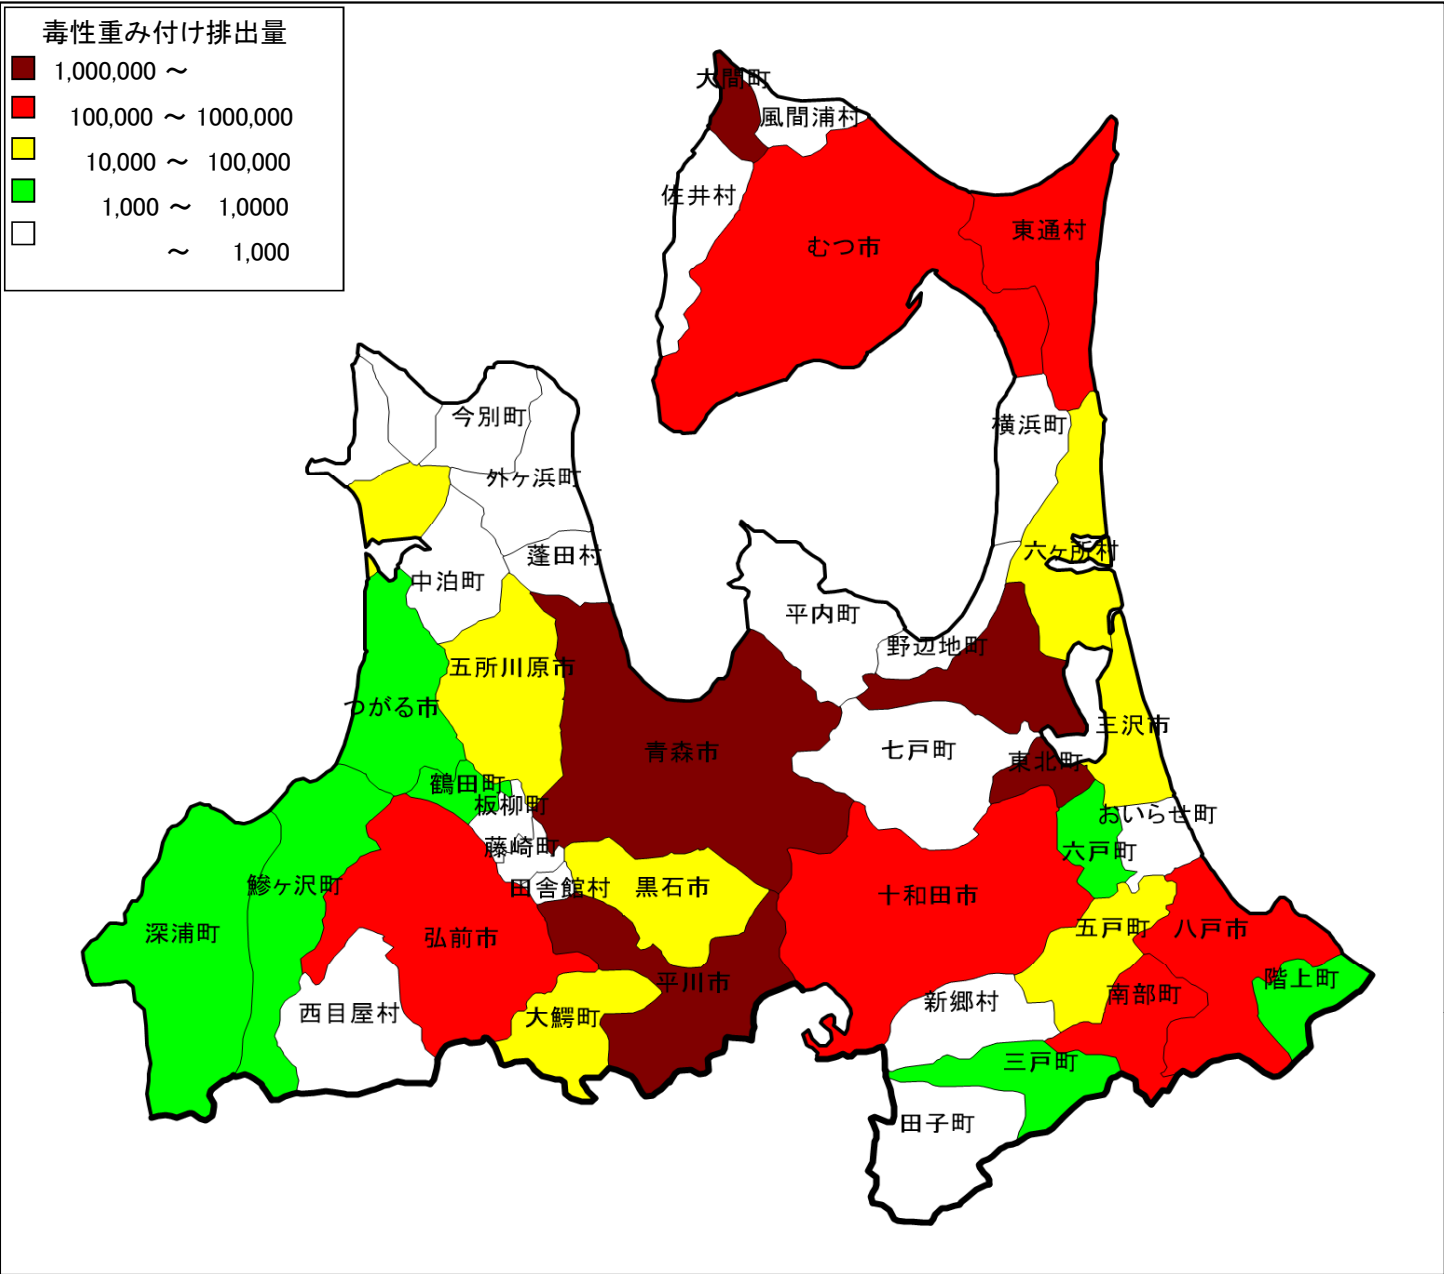 毒性重み付け排出量
1,000,000 ～
100,000 ～ 1000,000
10,000 ～ 100,000
1,000 ～ 1,0000
～ 1,000
大間町
風間浦村
佐井村
東通村
むつ市
今別町
横浜町
外ヶ浜町
六ヶ所村
蓬田村
中泊町
平内町
野辺地町
五所川原市
つがる市
三沢市
青森市
七戸町
東北町
鶴田町
板柳町
おいらせ町
藤崎町
六戸町
鰺ヶ沢町
田舎館村
黒石市
十和田市
深浦町
弘前市
五戸町
八戸市
平川市
階上町
西目屋村
大鰐町
新郷村
南部町
三戸町
田子町